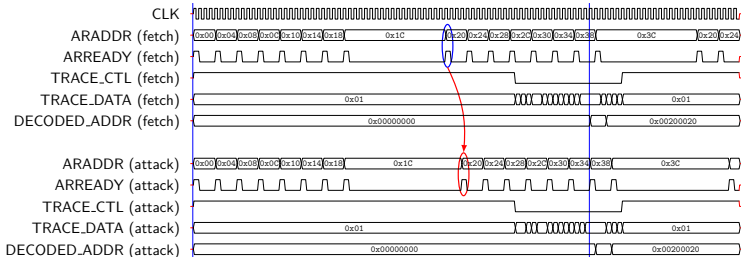 CLK
ARADDR (fetch) 0x00 0x04 0x08 0x0C 0x10 0x14 0x18 0x1C 0x20 0x24 0x28 0x2C 0x30 0x34 0x38 0x3C 0x20 0x24
ARREADY (fetch)
TRACE_CTL (fetch)
TRACE_DATA (fetch) 0x01 0x01
DECODED_ADDR (fetch) 0x00000000 0x00200020
ARADDR (attack) 0x00 0x04 0x08 0x0C 0x10 0x14 0x18 0x1C 0x20 0x24 0x28 0x2C 0x30 0x34 0x38 0x3C
ARREADY (attack)
TRACE_CTL (attack)
TRACE_DATA (attack) 0x01 0x01
DECODED_ADDR (attack) 0x00000000 0x00200020